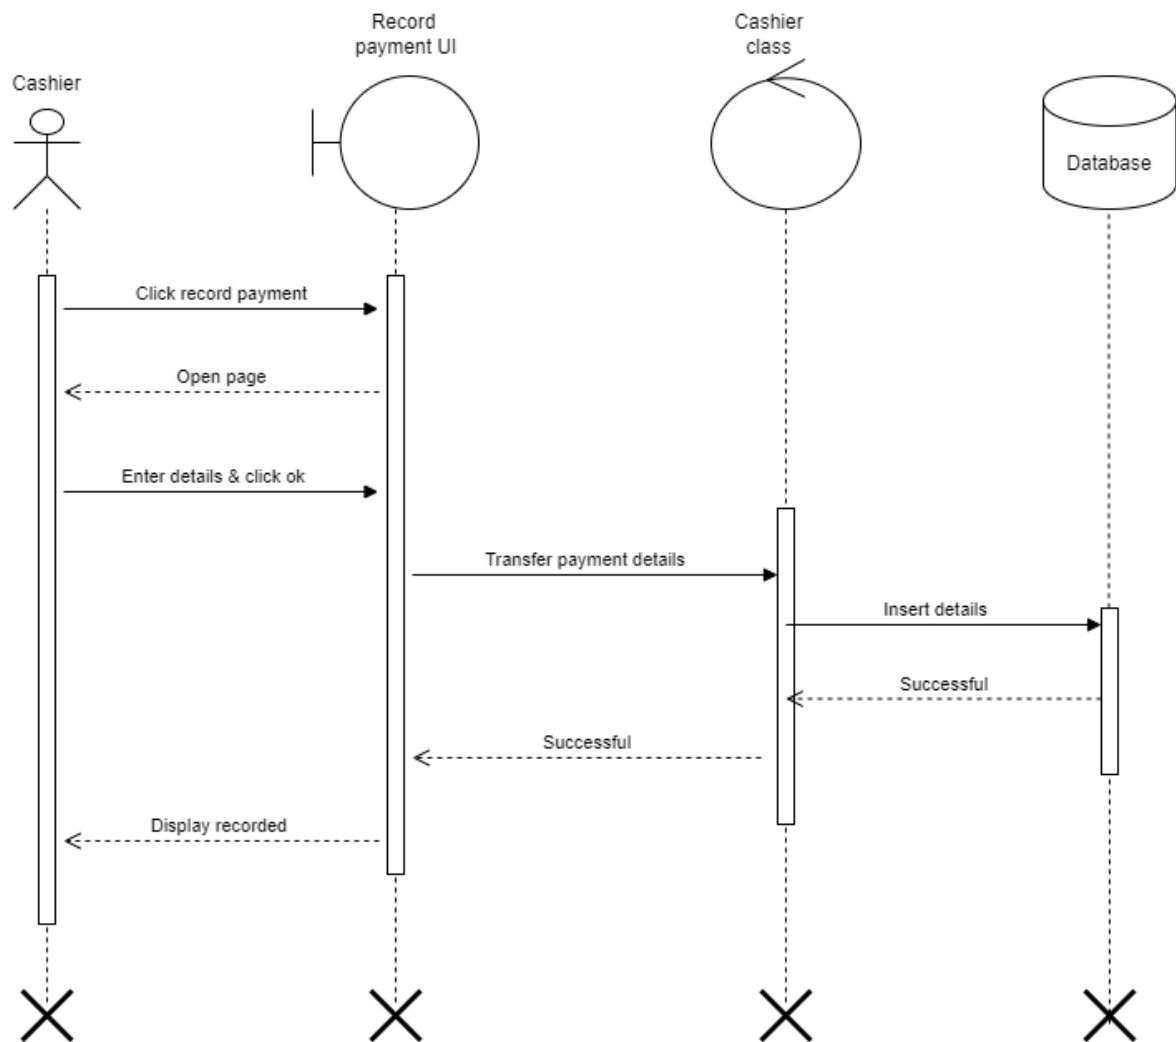 Record
payment UI
Cashier
class
Cashier
Database
Click record payment
Open page
Enter details & click ok
Transfer payment details
Insert details
Successful
Successful
Display recorded